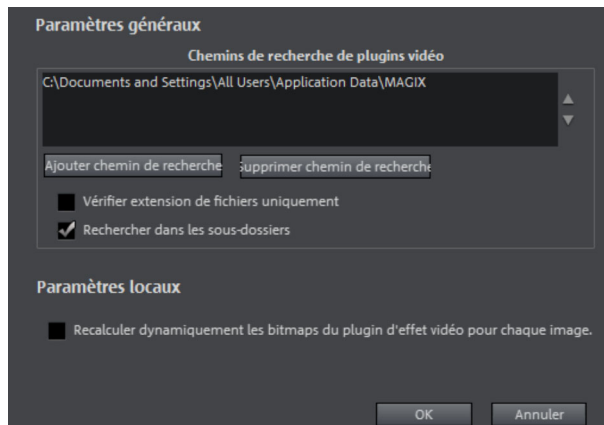 Paramètres généraux
Chemins de recherche de plugins vidéo
C:\Documents and Settings\All Users\Application Data\MAGIX
Ajouter chemin de recherche
Supprimer chemin de recherche
Vérifier extension de fichiers uniquement
Rechercher dans les sous-dossiers
Paramètres locaux
Recalculer dynamiquement les bitmaps du plugin d'effet vidéo pour chaque image.
OK
Annuler